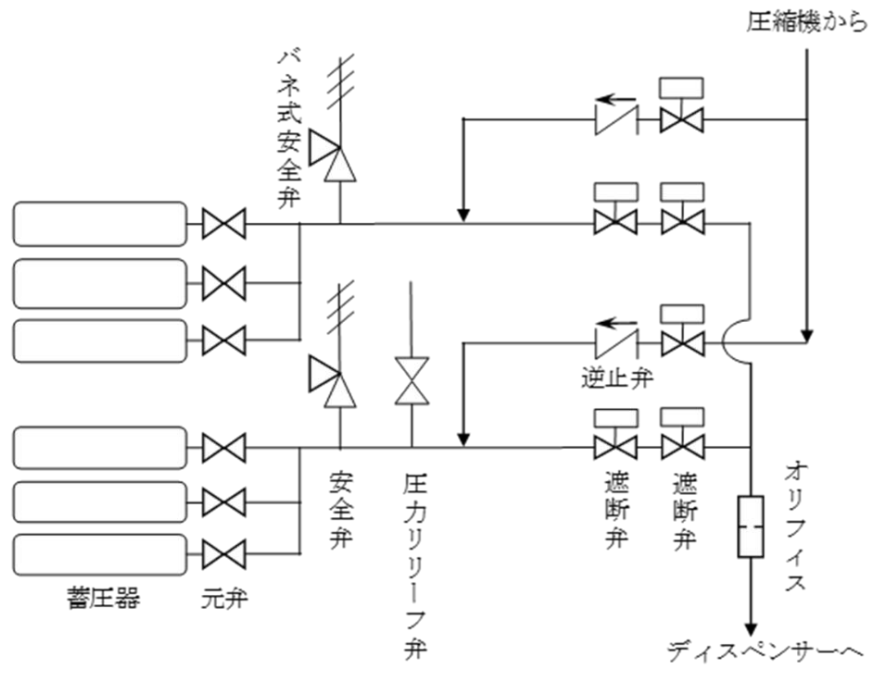 圧縮機から
バネ式安全弁
逆止弁
安全弁
圧力リリーフ弁
遮断弁
遮断弁
オリフィス
蓄圧器
元弁
ディスペンサーへ